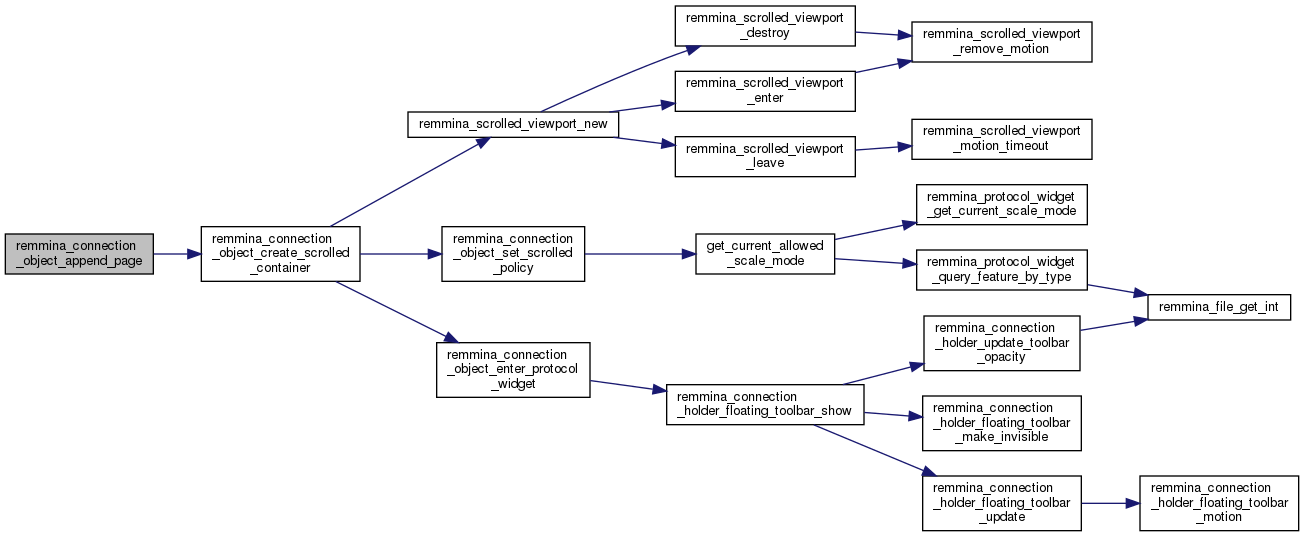 remmina_connection
_object_append_page
remmina_connection
_object_create_scrolled
_container
remmina_scrolled_viewport_new
remmina_scrolled_viewport
_destroy
remmina_scrolled_viewport
_remove_motion
remmina_scrolled_viewport
_enter
remmina_scrolled_viewport
_leave
remmina_scrolled_viewport
_motion_timeout
remmina_connection
_object_set_scrolled
_policy
get_current_allowed
_scale_mode
remmina_protocol_widget
_get_current_scale_mode
remmina_protocol_widget
_query_feature_by_type
remmina_file_get_int
remmina_connection
_object_enter_protocol
_widget
remmina_connection
_holder_floating_toolbar_show
remmina_connection
_holder_update_toolbar
_opacity
remmina_connection
_holder_floating_toolbar
_make_invisible
remmina_connection
_holder_floating_toolbar
_update
remmina_connection
_holder_floating_toolbar
_motion